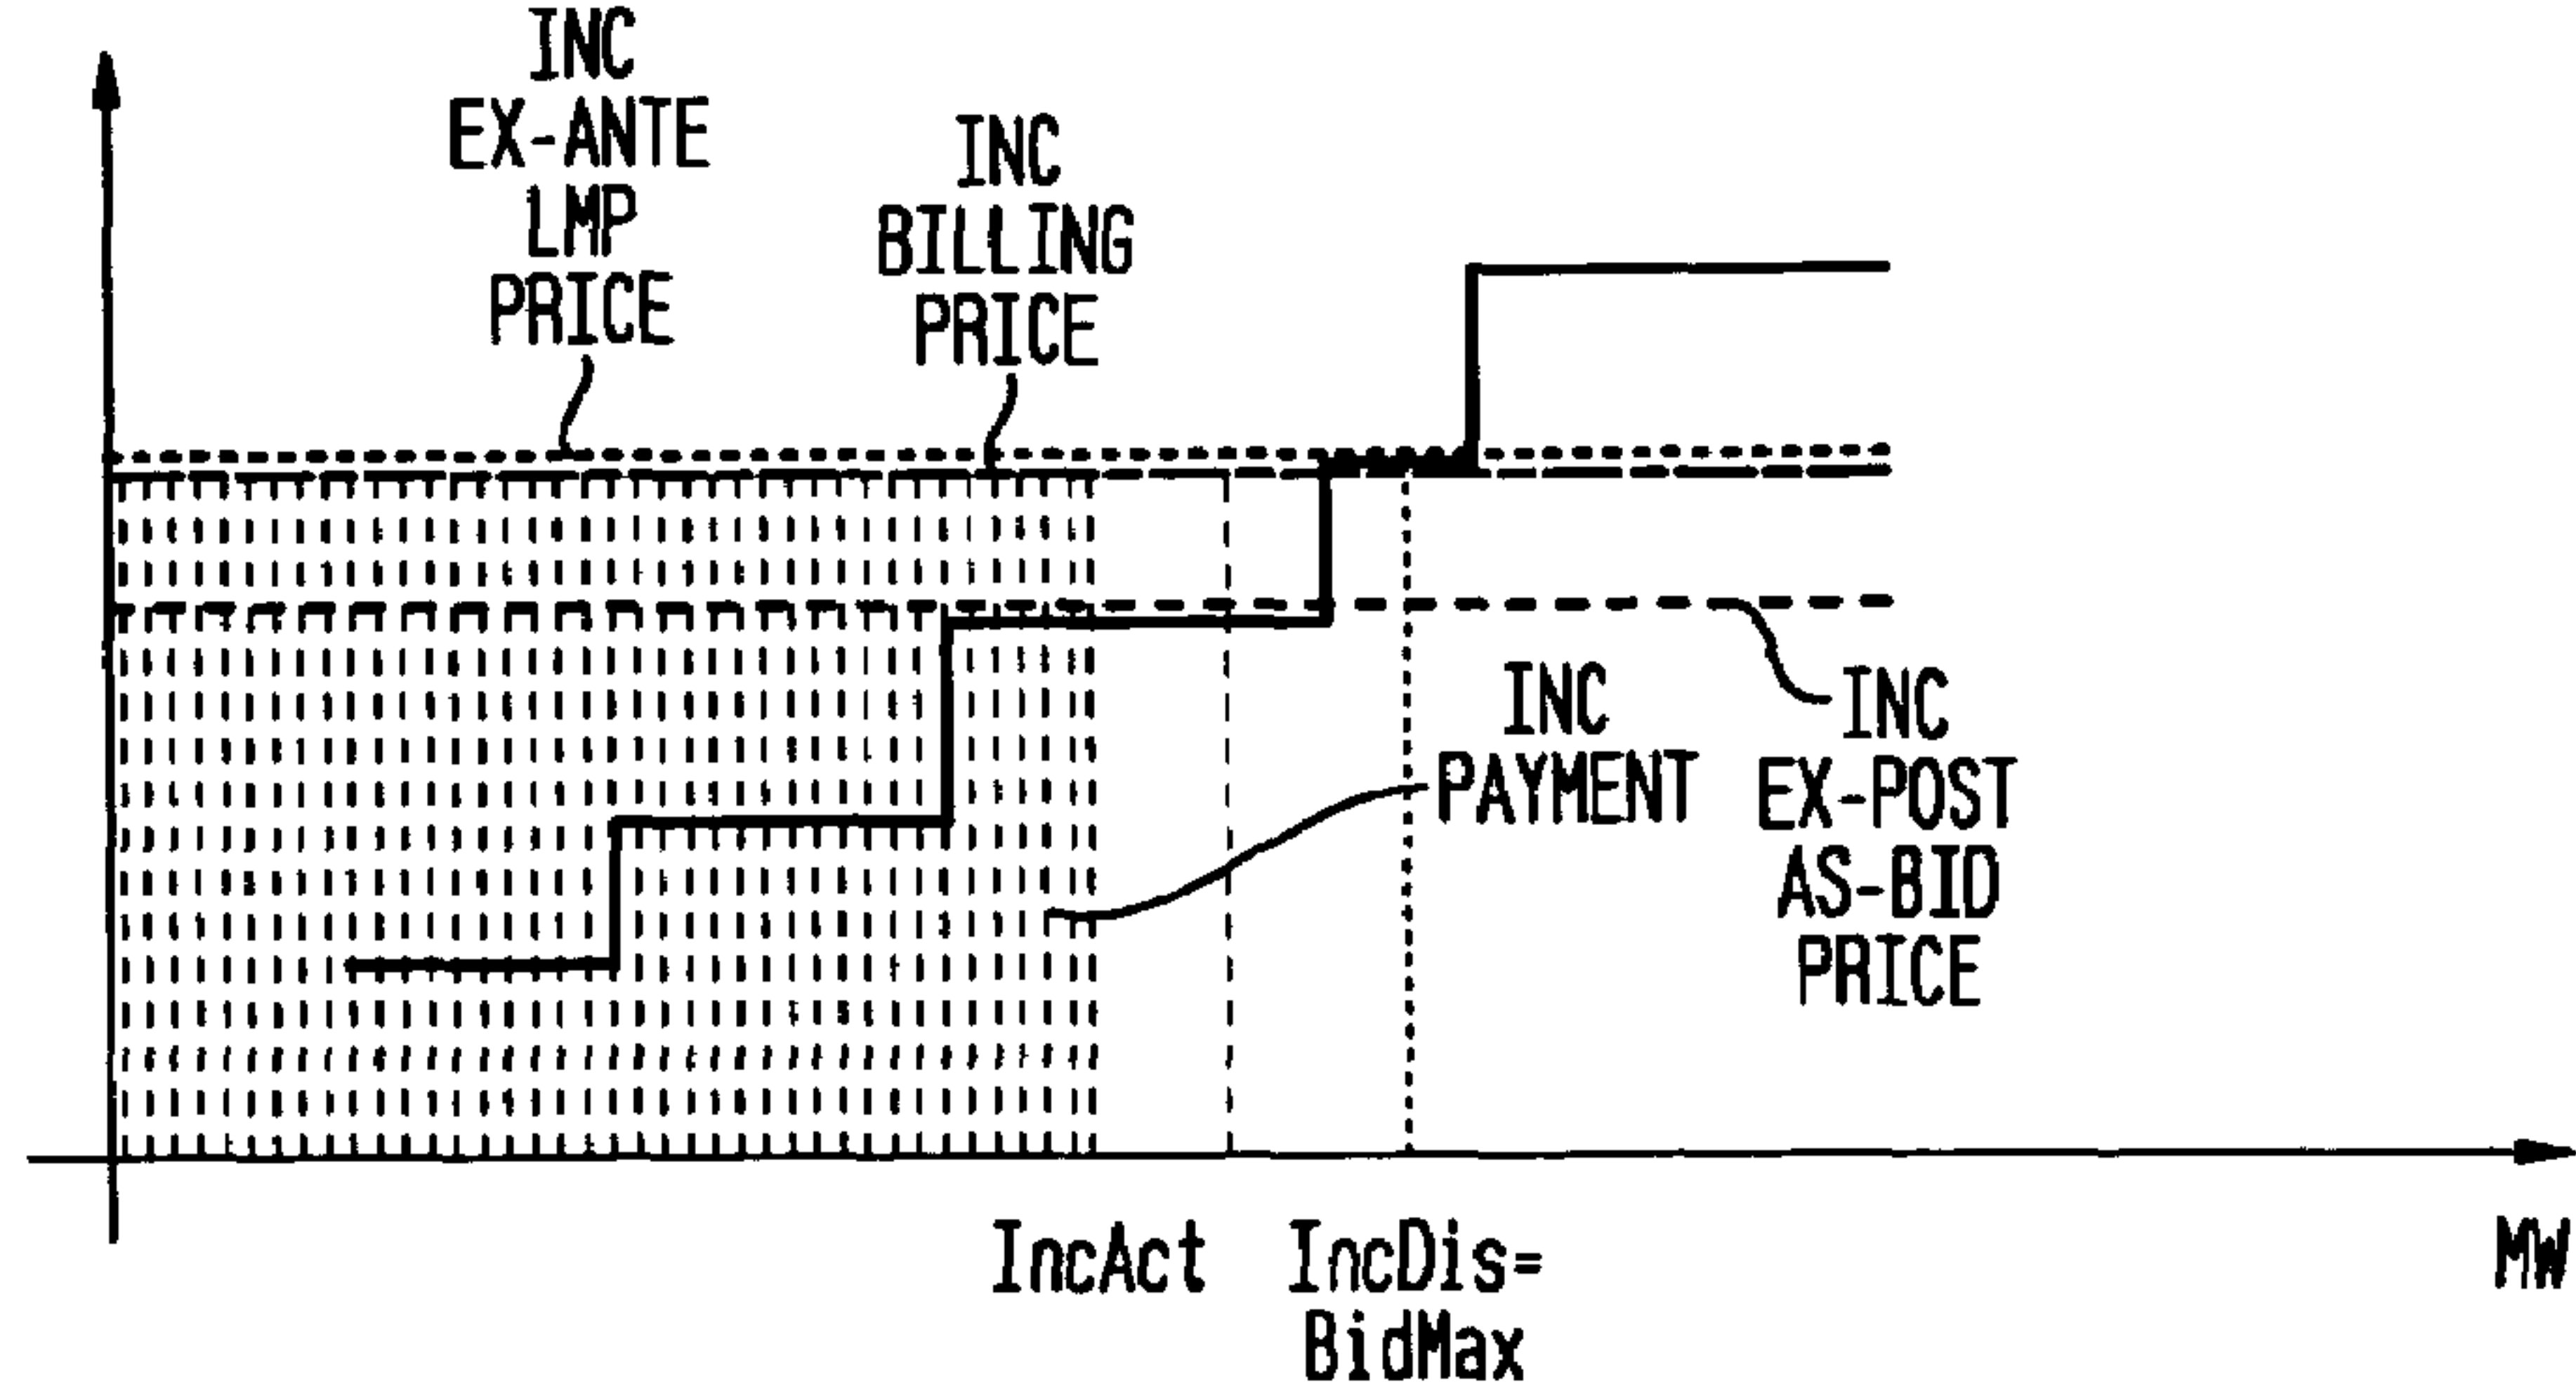 INC
EX-ANTE
LMP
PRICE
INC
BILLING
PRICE
INC
PAYMENT
INC
EX-POST
AS-BID
PRICE
IncAct
IncDis=
BidMax
MW